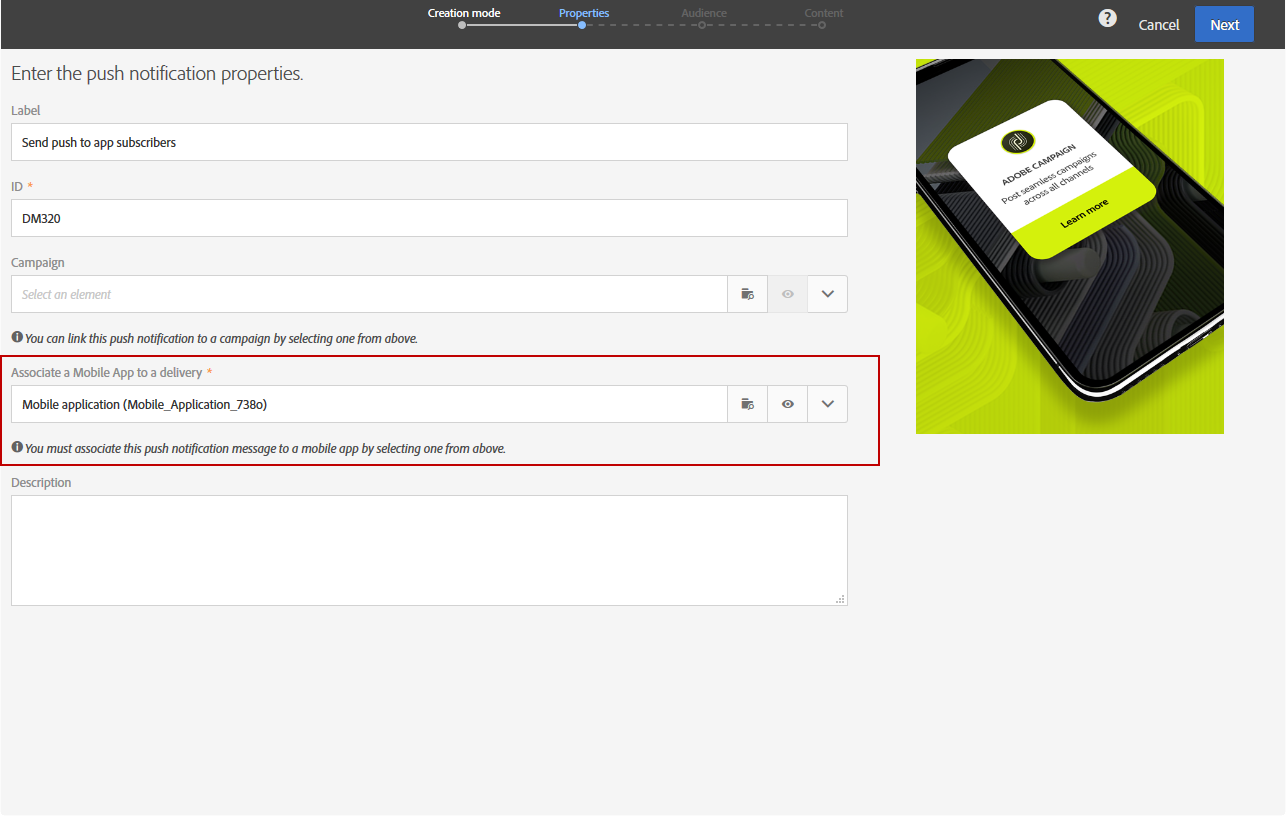 Creation mode
Properties
Audience
Content
?
Cancel
Next
Enter the push notification properties.
Label
Send push to app subscribers
ID *
DM320
Campaign
Select an element
You can link this push notification to a campaign by selecting one from above.
Associate a Mobile App to a delivery *
Mobile application (Mobile_Application_738o)
You must associate this push notification message to a mobile app by selecting one from above.
Description
ADOBE CAMPAIGN
Post seamless campaigns
across all channels
Learn more